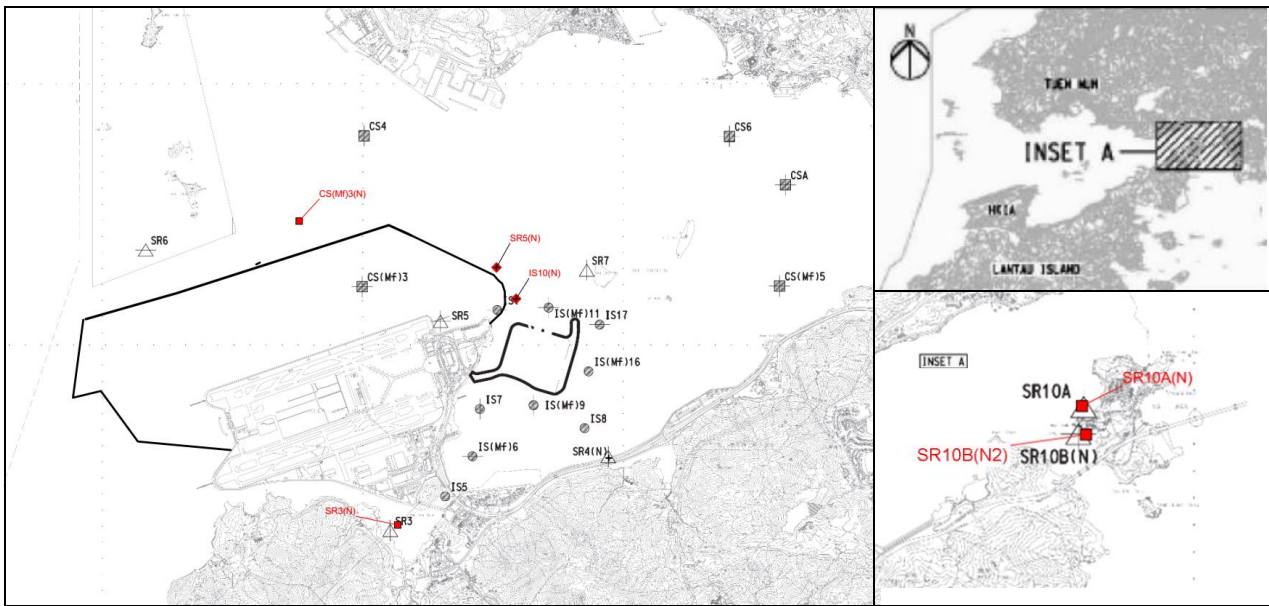 CS4
CS6
CSA
CS(Mf)3(N)
SR6
SR5(N)
SR7
IS10(N)
CS(Mf)3
CS(Mf)5
IS(Mf)11
IS17
SR5
IS(Mf)16
IS7
IS(Mf)9
IS8
IS(Mf)6
SR4(N)
IS5
SR3(N)
SR3
N
TUEN MUN
INSET A
HKIA
LANTAU ISLAND
INSET A
SR10A(N)
SR10A
SR10B(N2)
SR10B(N)